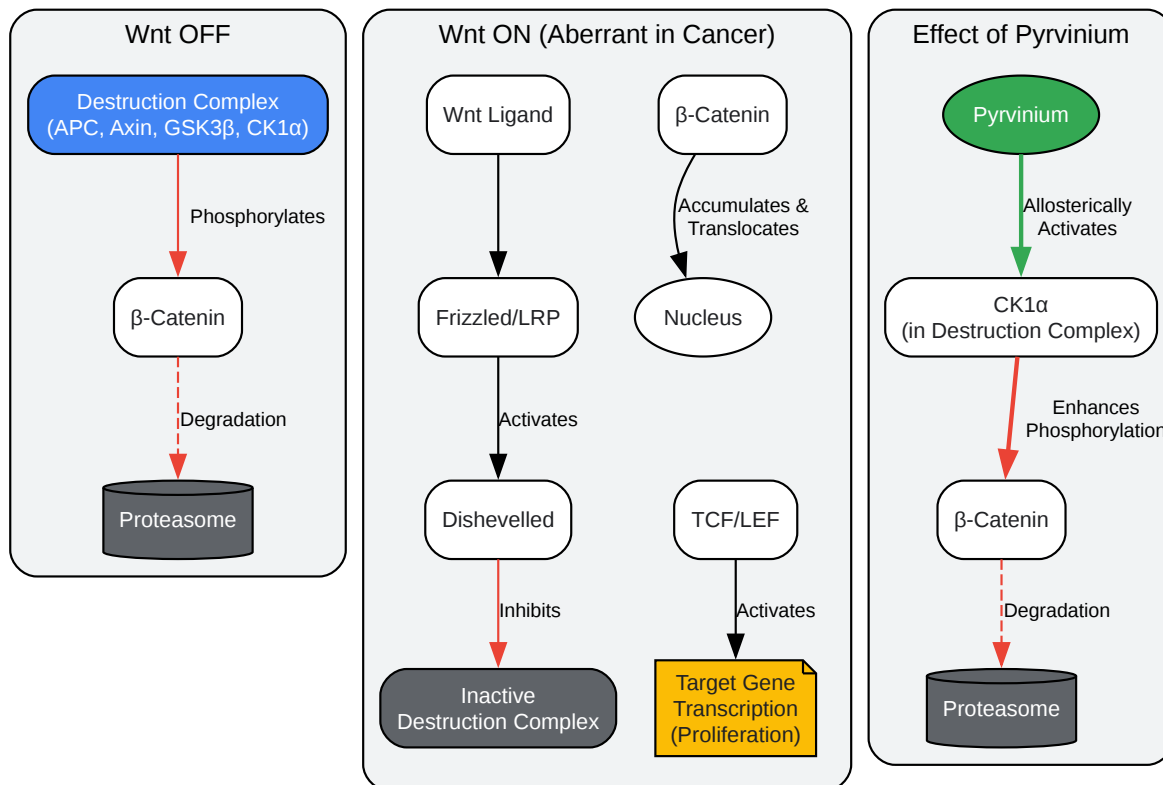 Wnt OFF
Destruction Complex
(APC, Axin, GSK3β, CK1α)
Phosphorylates
β-Catenin
Degradation
Proteasome
Wnt ON (Aberrant in Cancer)
Wnt Ligand
Frizzled/LRP
Activates
Dishevelled
Inhibits
Inactive
Destruction Complex
β-Catenin
Accumulates &
Translocates
Nucleus
TCF/LEF
Activates
Target Gene
Transcription
(Proliferation)
Effect of Pyrvinium
Pyrvinium
Allosterically
Activates
CK1α
(in Destruction Complex)
Enhances
Phosphorylation
β-Catenin
Degradation
Proteasome